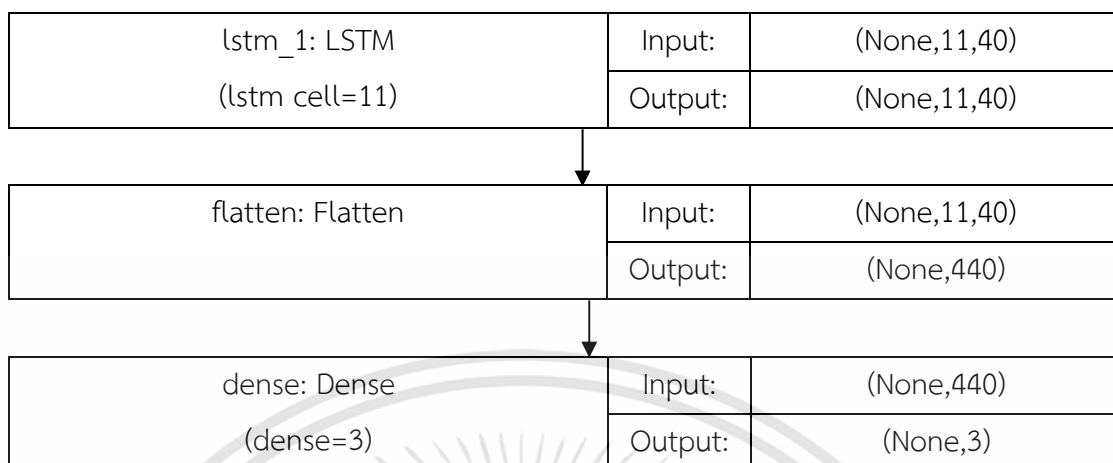 lstm_1: LSTM
(lstm cell=11)
Input:
(None,11,40)
Output:
(None,11,40)
flatten: Flatten
Input:
(None,11,40)
Output:
(None,440)
dense: Dense
(dense=3)
Input:
(None,440)
Output:
(None,3)